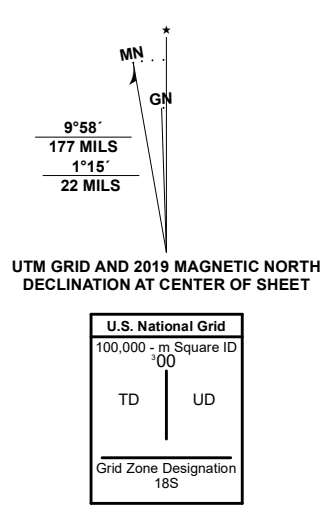 ★
MN
GN
9°58´
177 MILS
1°15´
22 MILS
UTM GRID AND 2019 MAGNETIC NORTH
DECLINATION AT CENTER OF SHEET
U.S. National Grid
100,000 - m Square ID
³00
TD UD
Grid Zone Designation
18S